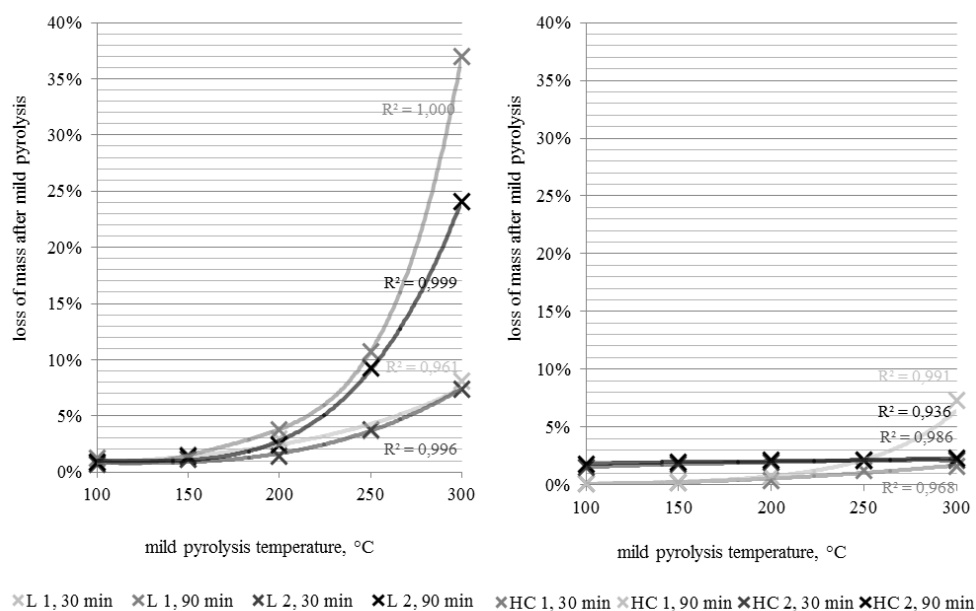 40%
35%
30%
25%
20%
15%
10%
5%
0%
loss of mass after mild pyrolysis
R² = 1,000
R² = 0,999
R² = 0,961
R² = 0,996
100 150 200 250 300
mild pyrolysis temperature, °C
L 1, 30 min L 1, 90 min L 2, 30 min L 2, 90 min
40%
35%
30%
25%
20%
15%
10%
5%
0%
loss of mass after mild pyrolysis
R² = 0,991
R² = 0,936
R² = 0,986
R² = 0,968
100 150 200 250 300
mild pyrolysis temperature, °C
HC 1, 30 min HC 1, 90 min HC 2, 30 min HC 2, 90 min